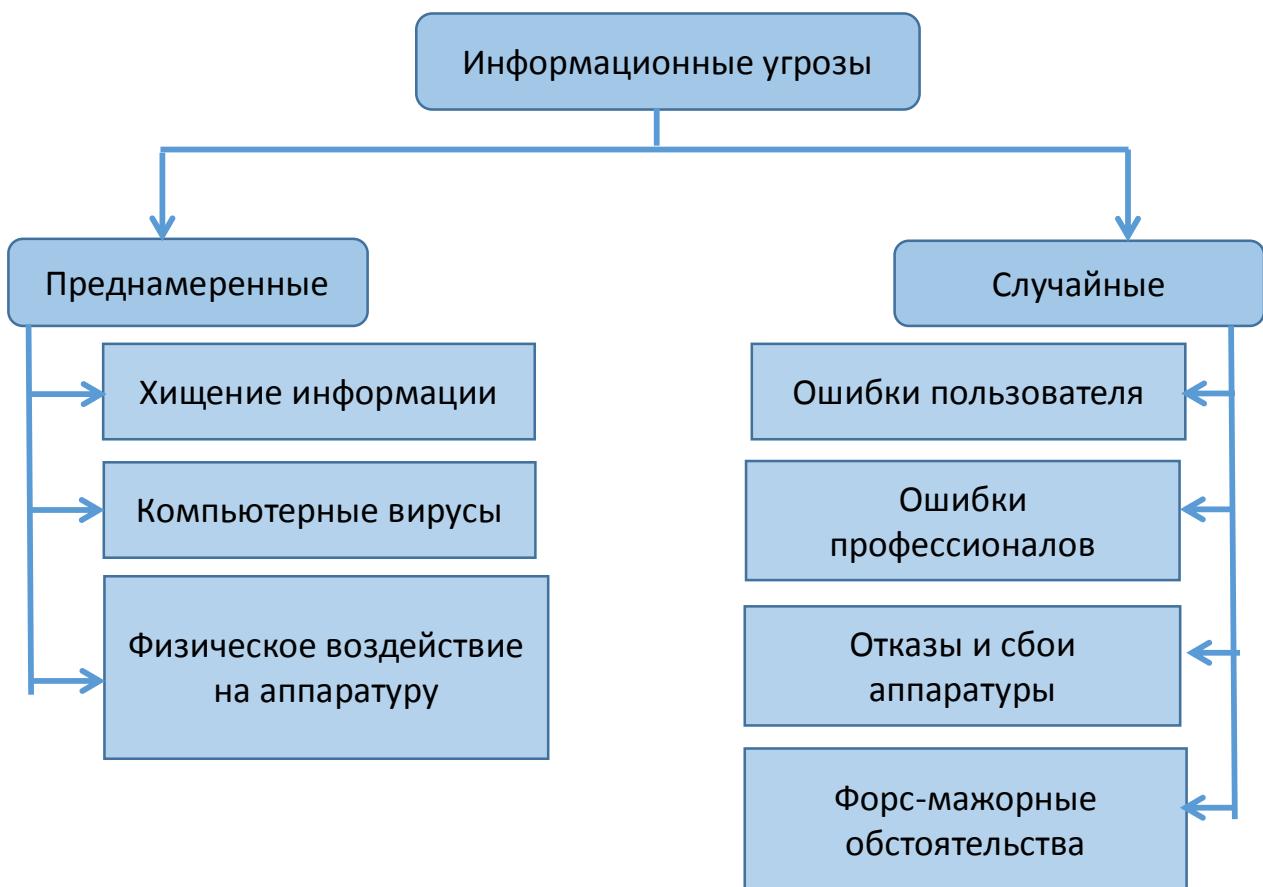 Информационные угрозы
Преднамеренные
Хищение информации
Компьютерные вирусы
Физическое воздействие
на аппаратуру
Случайные
Ошибки пользователя
Ошибки
профессионалов
Отказы и сбои
аппаратуры
Форс-мажорные
обстоятельства